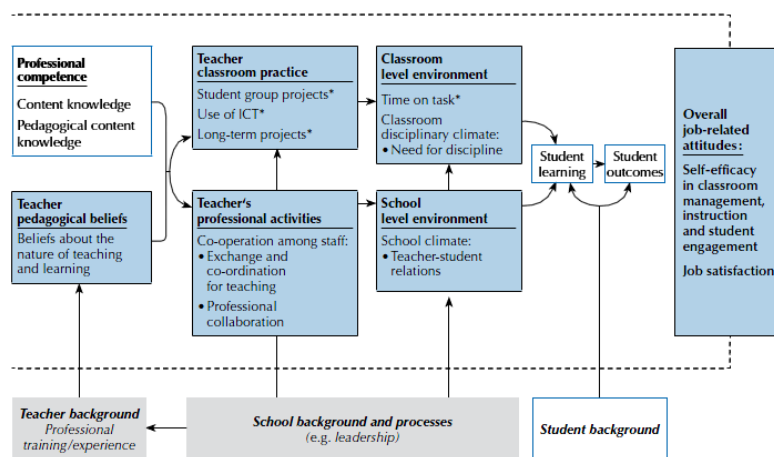 Professional
competence
Content knowledge
Pedagogical content
knowledge
Teacher
pedagogical beliefs
Beliefs about the
nature of teaching
and learning
Teacher
classroom practice
Student group projects*
Use of ICT*
Long-term projects*
Teacher's
professional activities
Co-operation among staff:
• Exchange and
co-ordination
for teaching
• Professional
collaboration
Classroom
level environment
Time on task*
Classroom
disciplinary climate:
• Need for discipline
School
level environment
School climate:
• Teacher-student
relations
Student
learning
Student
outcomes
Overall
job-related
attitudes:
Self-efficacy
in classroom
management,
instruction
and student
engagement
Job satisfaction
Teacher background
Professional
training/experience
School background and processes
(e.g. leadership)
Student background